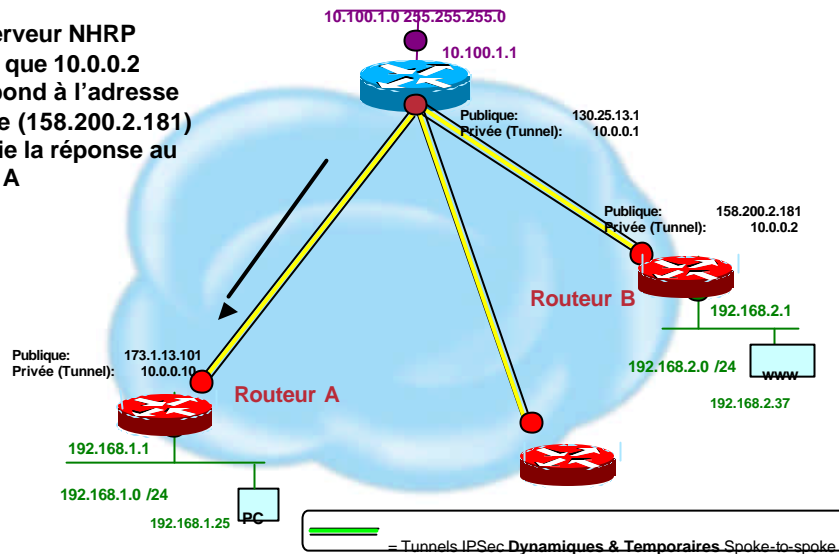 10.100.1.0 255.255.255.0
erveur NHRP
que 10.0.0.2
pond à l'adresse
e (158.200.2.181)
ie la réponse au
A
10.100.1.1
Publique: 130.25.13.1
Privée (Tunnel): 10.0.0.1
Publique: 158.200.2.181
Privée (Tunnel): 10.0.0.2
Routeur B
192.168.2.1
192.168.2.0 /24
www
192.168.2.37
Publique: 173.1.13.101
Privée (Tunnel): 10.0.0.10
Routeur A
192.168.1.1
192.168.1.0 /24
192.168.1.25
PC
= Tunnels IPSec Dynamiques & Temporaires Spoke-to-spoke